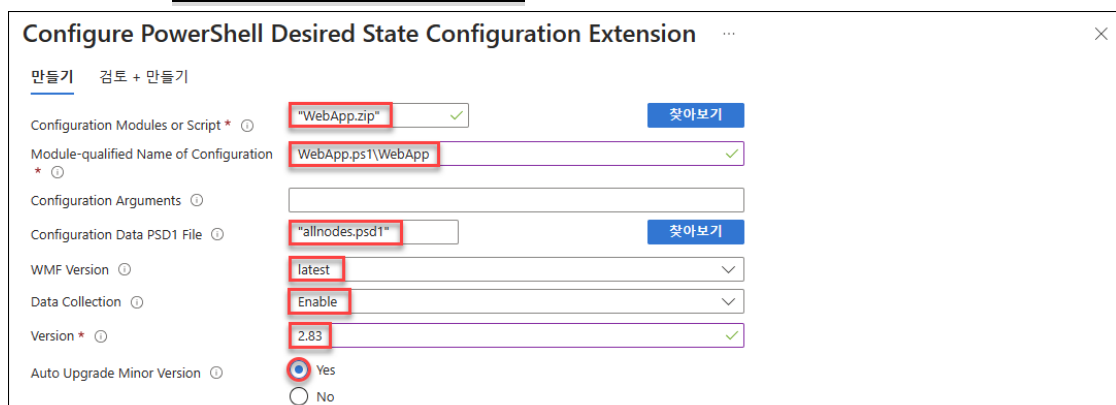 Configure PowerShell Desired State Configuration Extension ...
만들기 검토 + 만들기
Configuration Modules or Script * "WebApp.zip" 찾아보기
Module-qualified Name of Configuration * WebApp.ps1\WebApp
Configuration Arguments
Configuration Data PSD1 File "allnodes.psd1" 찾아보기
WMF Version latest
Data Collection Enable
Version * 2.83
Auto Upgrade Minor Version Yes
No